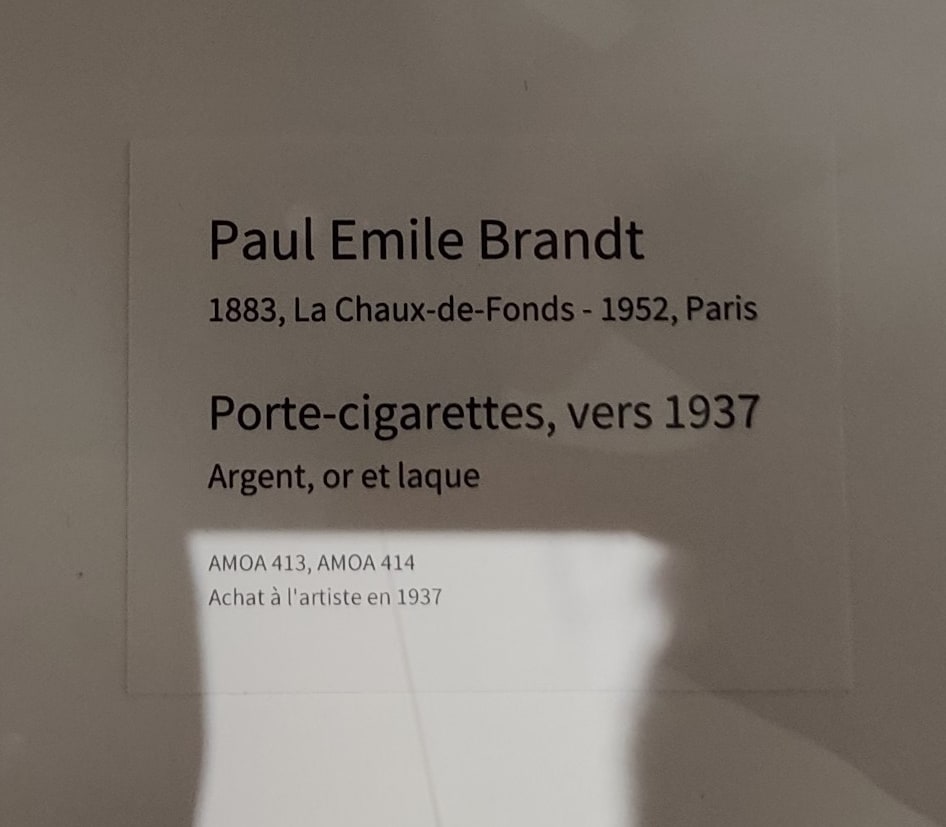 Paul Emile Brandt
1883, La Chaux-de-Fonds - 1952, Paris
Porte-cigarettes, vers 1937
Argent, or et laque
AMOA 413, AMOA 414
Achat à l'artiste en 1937